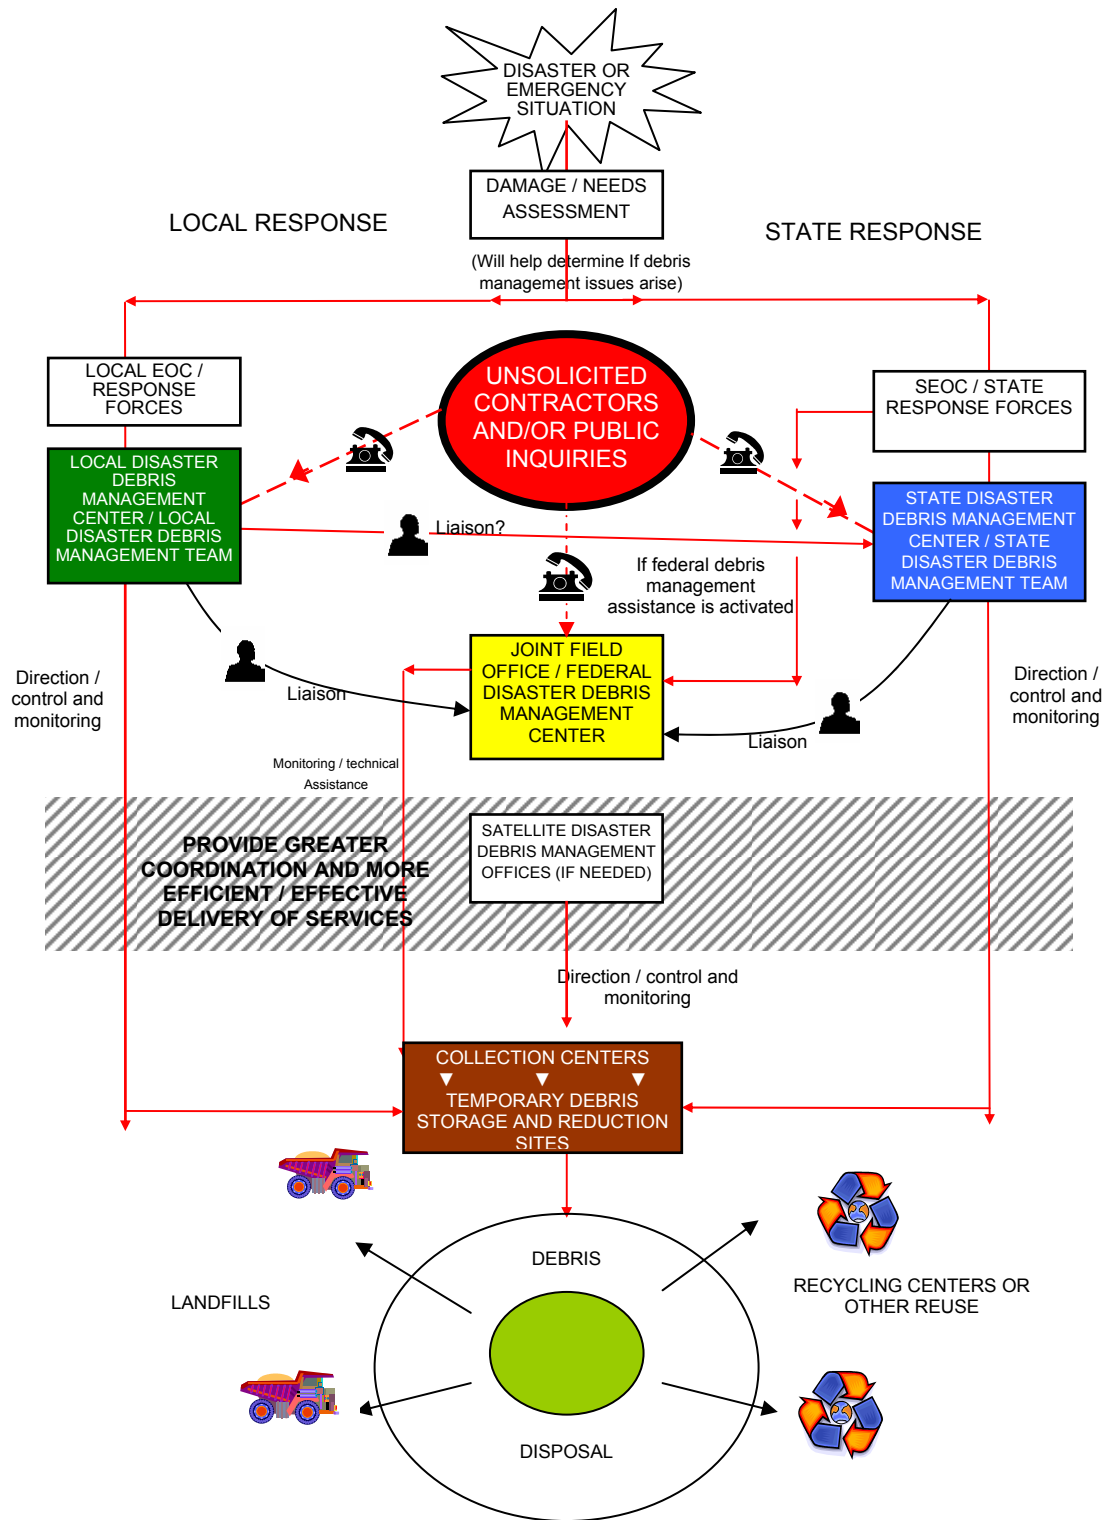 DISASTER OR
EMERGENCY
SITUATION
DAMAGE / NEEDS
ASSESSMENT
LOCAL RESPONSE
STATE RESPONSE
(Will help determine If debris
management issues arise)
LOCAL EOC /
RESPONSE
FORCES
UNSOLICITED
CONTRACTORS
AND/OR PUBLIC
INQUIRIES
SEOC / STATE
RESPONSE FORCES
LOCAL DISASTER
DEBRIS
MANAGEMENT
CENTER / LOCAL
DISASTER DEBRIS
MANAGEMENT TEAM
Liaison?
STATE DISASTER
DEBRIS MANAGEMENT
CENTER / STATE
DISASTER DEBRIS
MANAGEMENT TEAM
If federal debris
management
assistance is activated
JOINT FIELD
OFFICE / FEDERAL
DISASTER DEBRIS
MANAGEMENT
CENTER
Direction /
control and
monitoring
Liaison
Liaison
Direction /
control and
monitoring
Monitoring / technical
Assistance
PROVIDE GREATER
COORDINATION AND MORE
EFFICIENT / EFFECTIVE
DELIVERY OF SERVICES
SATELLITE DISASTER
DEBRIS MANAGEMENT
OFFICES (IF NEEDED)
Direction / control and
monitoring
COLLECTION CENTERS
TEMPORARY DEBRIS
STORAGE AND REDUCTION
SITES
DEBRIS
LANDFILLS
RECYCLING CENTERS OR
OTHER REUSE
DISPOSAL